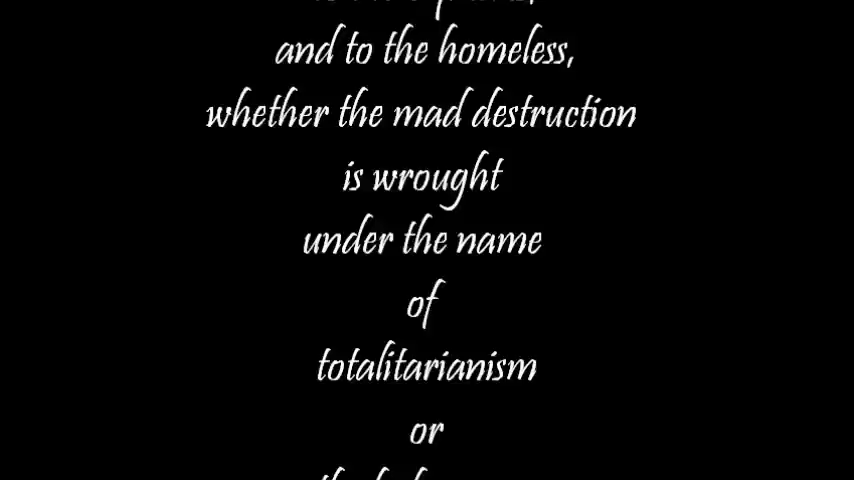 and to the homeless,
whether the mad destruction
is wrought
under the name
of
totalitarianism
or